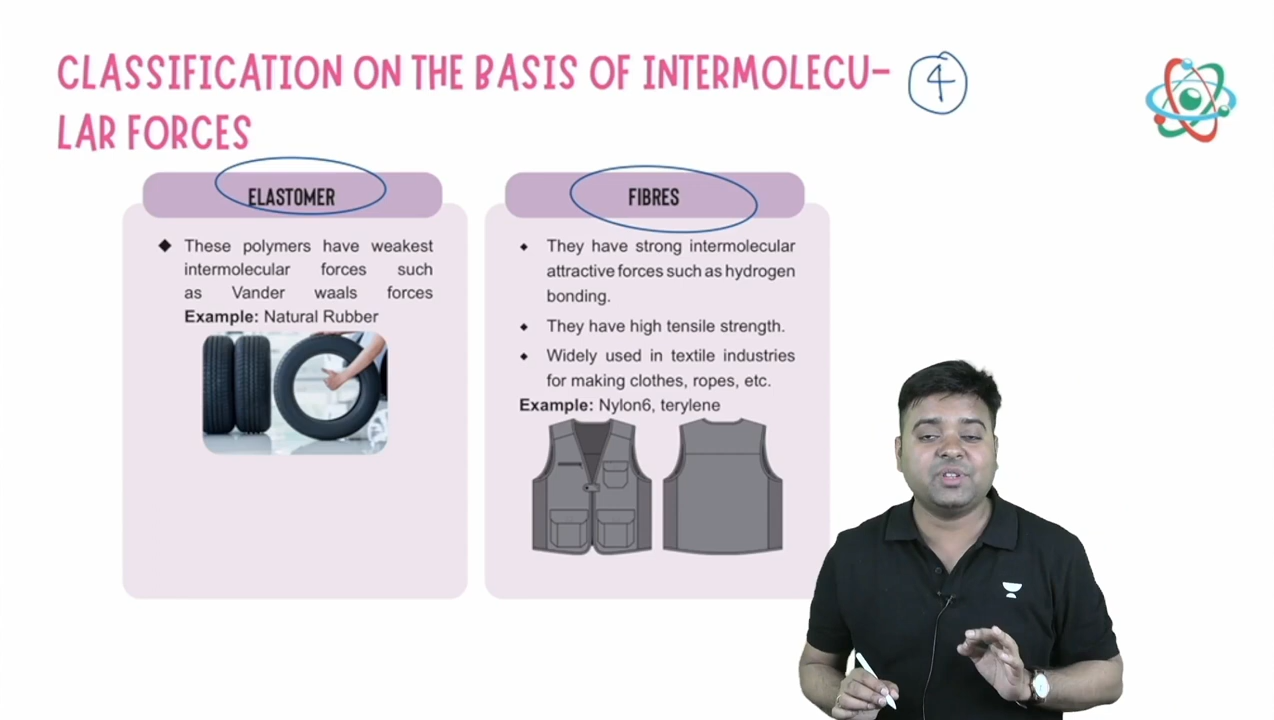 CLASSIFICATION ON THE BASIS OF INTERMOLECU-
LAR FORCES
4
ELASTOMER
◆ These polymers have weakest
intermolecular forces such
as Vander waals forces
Example: Natural Rubber
FIBRES
◆ They have strong intermolecular
attractive forces such as hydrogen
bonding.
◆ They have high tensile strength.
◆ Widely used in textile industries
for making clothes, ropes, etc.
Example: Nylon6, terylene